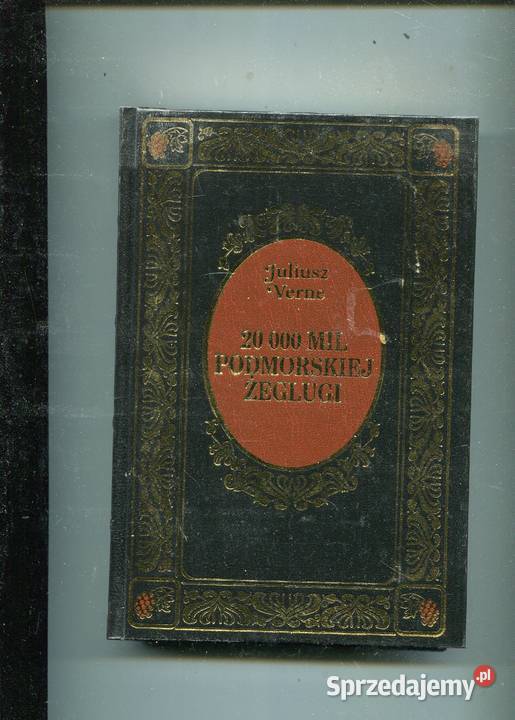 Juliusz
Verne
20 000 MIL
PODMORSKIEJ
ŻEGLUGI
Sprzedajemy.pl